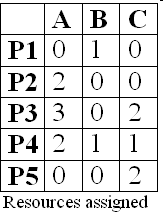 A B C
P1 0 1 0
P2 2 0 0
P3 3 0 2
P4 2 1 1
P5 0 0 2
Resources assigned